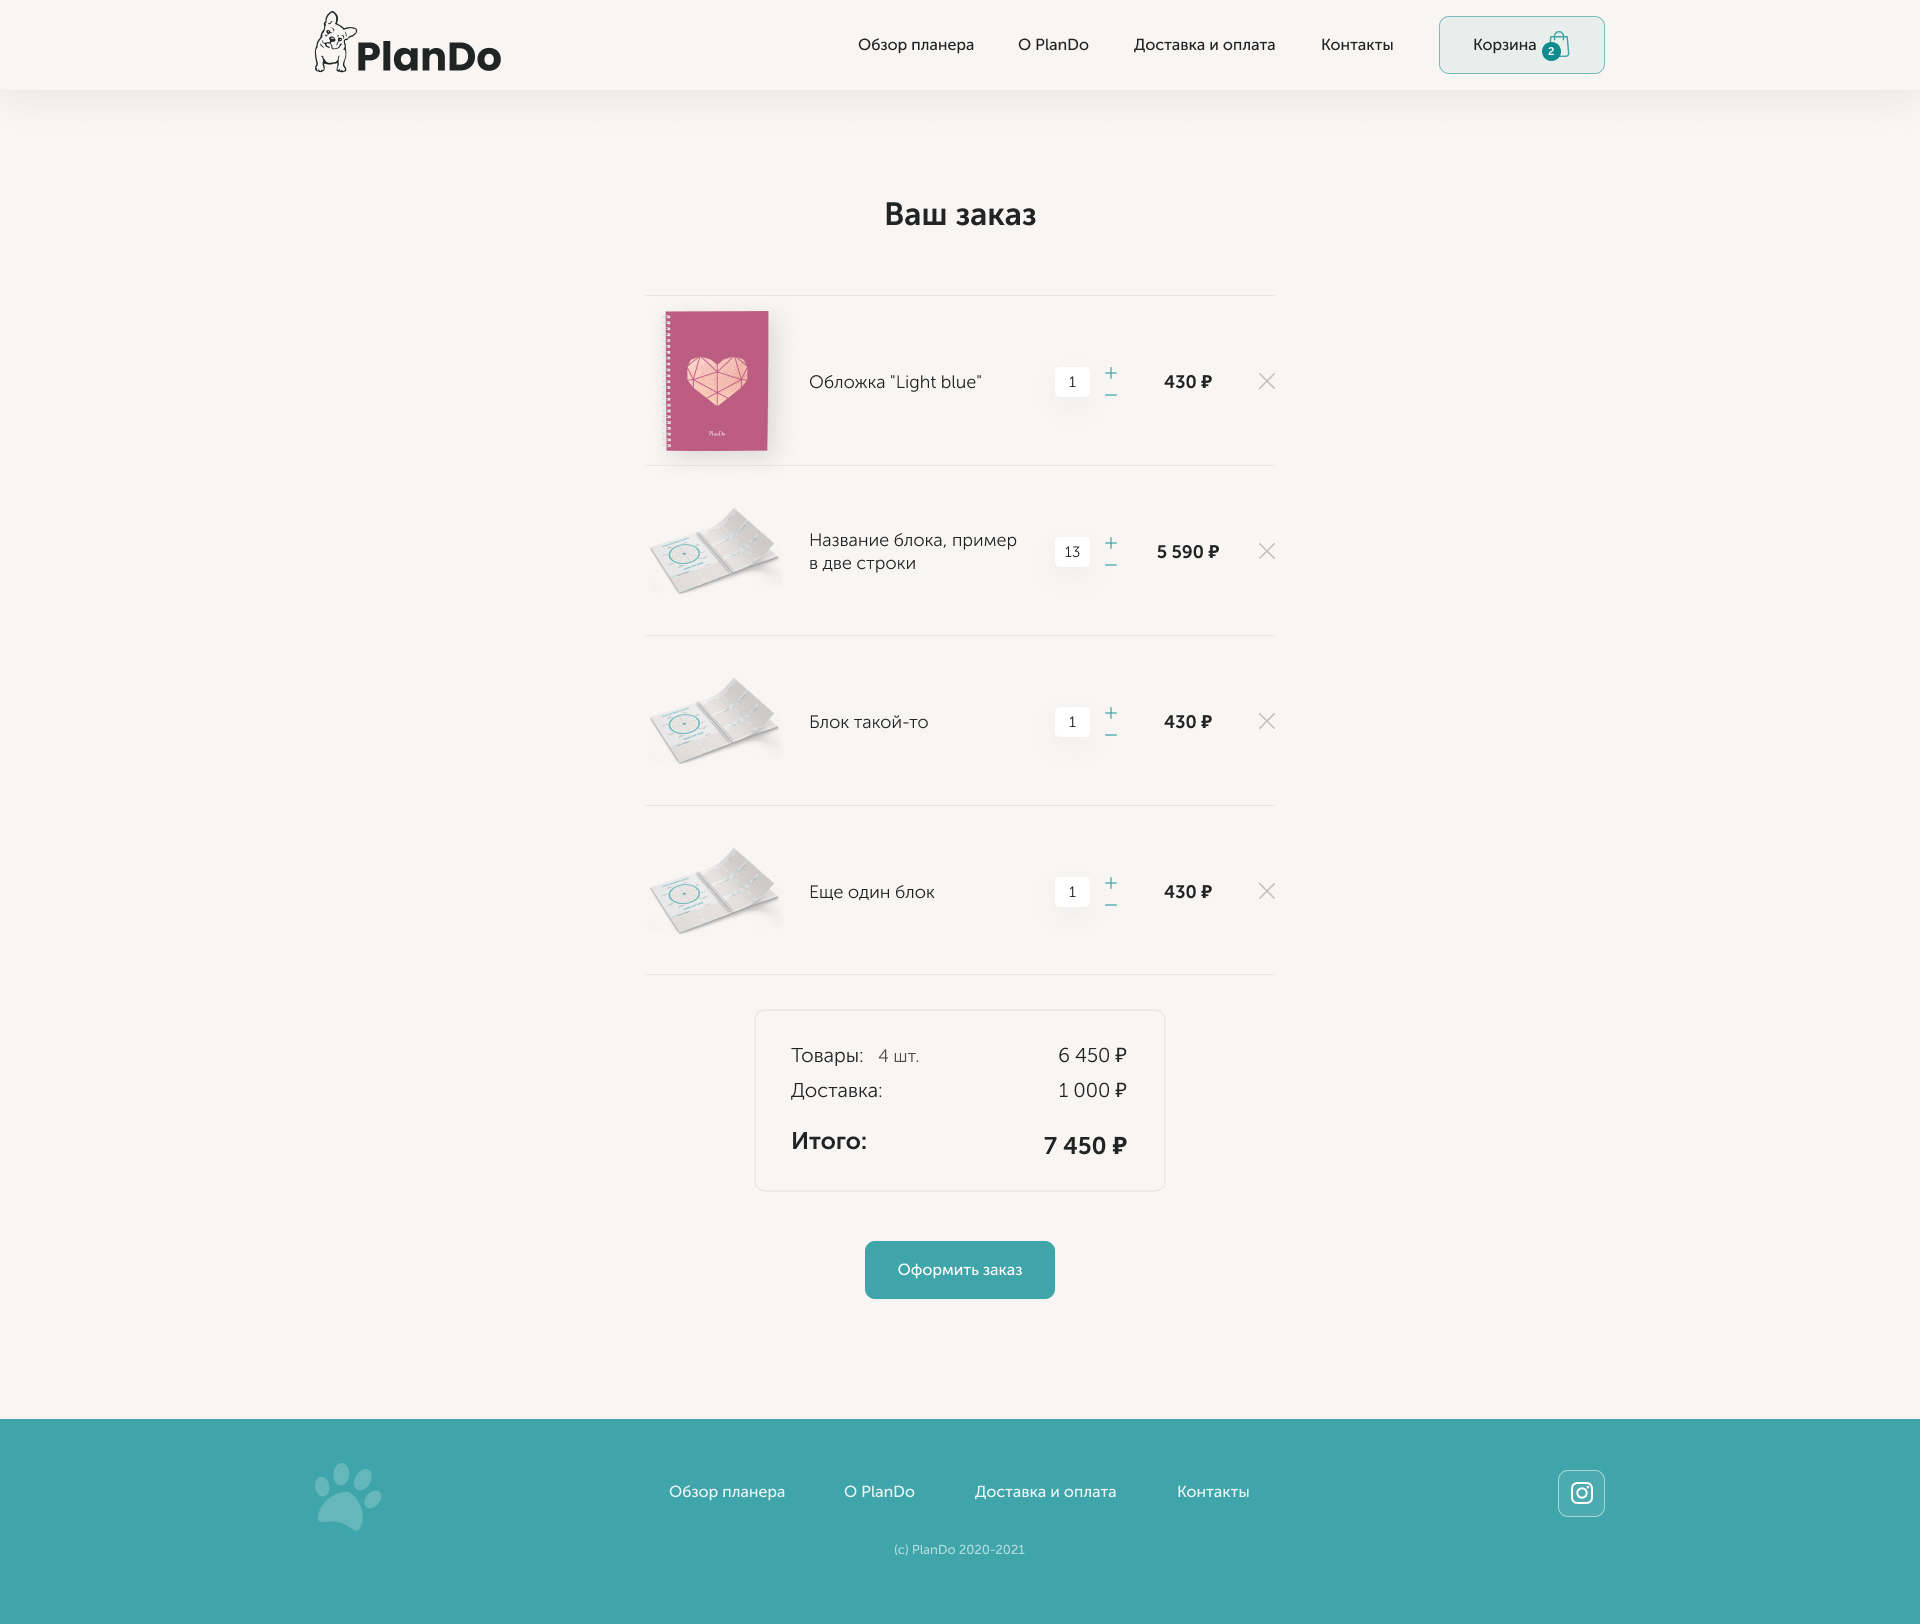 PlanDo
Обзор планера
О PlanDo
Доставка и оплата
Контакты
Корзина
2
Ваш заказ
PlanDo
Обложка "Light blue"
1
+
−
430 ₽
Название блока, пример
в две строки
13
+
−
5 590 ₽
Блок такой-то
1
+
−
430 ₽
Еще один блок
1
+
−
430 ₽
Товары: 4 шт. 6 450 ₽
Доставка: 1 000 ₽
Итого: 7 450 ₽
Оформить заказ
Обзор планера
О PlanDo
Доставка и оплата
Контакты
(c) PlanDo 2020-2021